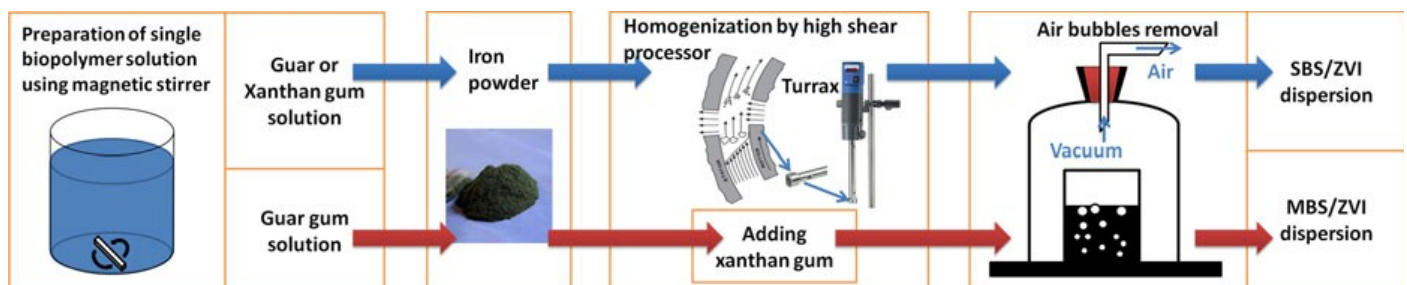 Preparation of single
biopolymer solution
using magnetic stirrer
Guar or
Xanthan gum
solution
Guar gum
solution
Iron
powder
Homogenization by high shear
processor
Turrax
Adding
xanthan gum
Air bubbles removal
Air
Vacuum
SBS/ZVI
dispersion
MBS/ZVI
dispersion